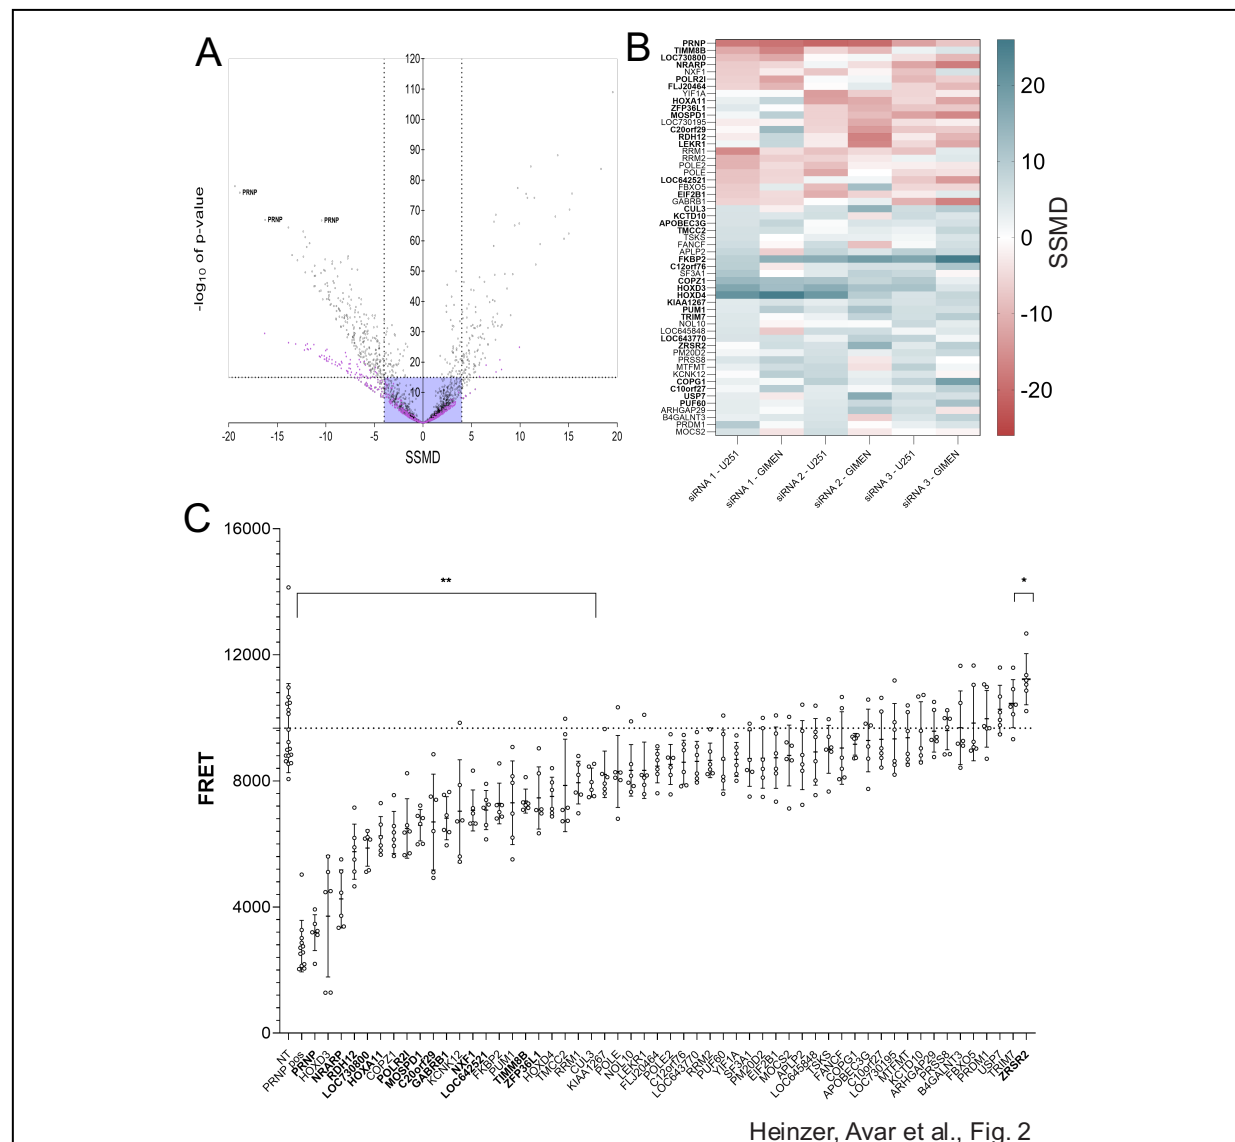 A
-log10 of p-value
120
110
100
90
80
70
60
50
40
30
20
10
PRNP
PRNP
PRNP
-20
-15
-10
-5
0
5
10
15
20
SSMD
B
PRNP
TIMM8B
LOC730800
NRARP
NXF1
POLR2I
FLJ20464
YIF1A
HOXA11
ZFP36L1
MOSPD1
LOC730195
C20orf29
RDH12
LEKR1
RRM1
RRM2
POLE2
POLE
LOC642521
FBXO5
EIF2B1
GABRB1
CUL3
KCTD10
APOBEC3G
TMCC2
TSKS
FANCF
APLP2
FKBP2
C12orf76
SF3A1
COPZ1
HOXD3
HOXD4
KIAA1267
PUM1
TRIM7
NOL10
LOC645848
LOC643770
ZRSR2
PM20D2
PRSS8
MTFMT
KCNK12
COPG1
C10orf27
USP7
PUF60
ARHGAP29
B4GALNT3
PRDM1
MOCS2
siRNA 1 - U251
siRNA 1 - GIMEN
siRNA 2 - U251
siRNA 2 - GIMEN
siRNA 3 - U251
siRNA 3 - GIMEN
20
10
0
-10
-20
SSMD
C
FRET
16000
12000
8000
4000
0
**
*
NT
PRNP pos
PRNP
HOXD3
NRARP
RDH12
LOC730800
HOXA11
COPZ1
POLR2I
MOSPD1
C20orf29
GABRB1
KCNK12
NXF1
LOC642521
FKBP2
PUM1
TIMM8B
ZFP36L1
HOXD4
TMCC2
RRM1
CUL3
KIAA1267
POLE
NOL10
LEKR1
FLJ20464
POLE2
C12orf76
LOC643770
RRM2
PUF60
YIF1A
SF3A1
PM20D2
EIF2B1
MOCS2
APLP2
LOC645848
TSKS
FANCF
COPG1
APOBEC3G
C10orf27
LOC730195
MTFMT
KCTD10
ARHGAP29
PRSS8
B4GALNT3
FBXO5
PRDM1
USP7
TRIM7
ZRSR2
Heinzer, Avar et al., Fig. 2